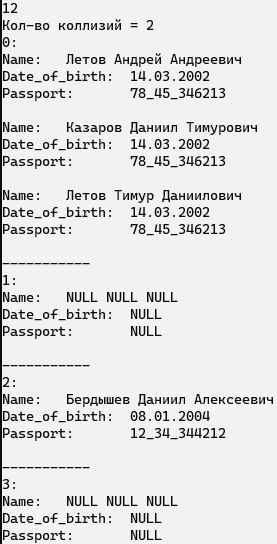 12
Кол-во коллизий = 2
0:
Name: Летов Андрей Андреевич
Date_of_birth: 14.03.2002
Passport: 78_45_346213
Name: Казаров Даниил Тимурович
Date_of_birth: 14.03.2002
Passport: 78_45_346213
Name: Летов Тимур Даниилович
Date_of_birth: 14.03.2002
Passport: 78_45_346213
-----------
1:
Name: NULL NULL NULL
Date_of_birth: NULL
Passport: NULL
-----------
2:
Name: Бердышев Даниил Алексеевич
Date_of_birth: 08.01.2004
Passport: 12_34_344212
-----------
3:
Name: NULL NULL NULL
Date_of_birth: NULL
Passport: NULL